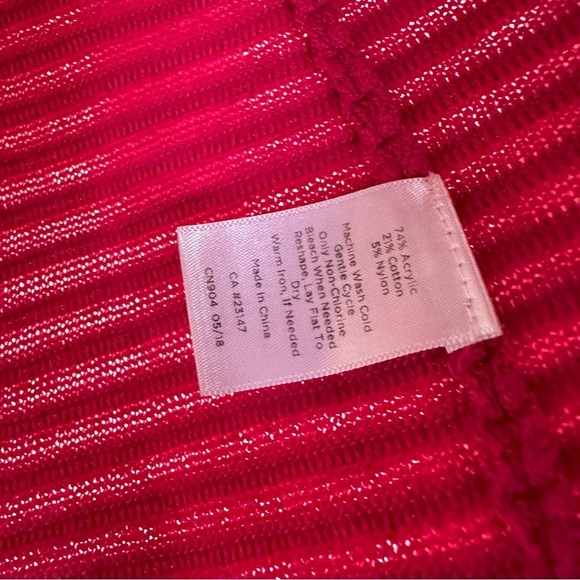 74% Acrylic
21% Cotton
5% Nylon
Machine Wash Cold
Gentle Cycle
Only Non-Chlorine
Bleach When Needed
Reshape, Lay Flat To
Dry
Warm Iron, If Needed
Made In China
CA #23147
CN904 05/18